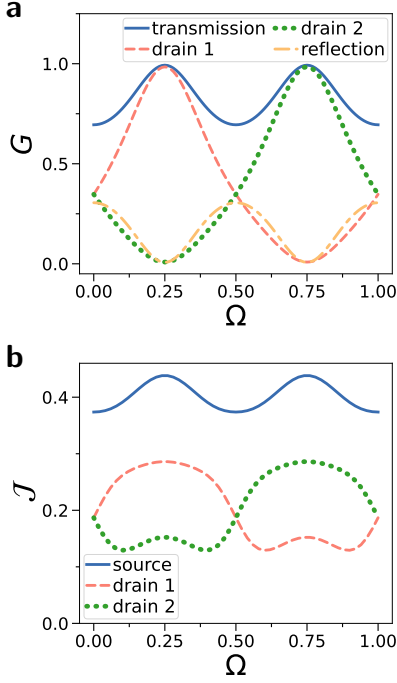 a
transmission drain 2
drain 1 reflection
1.0
0.5
0.0
G
0.00 0.25 0.50 0.75 1.00
Ω
b
0.4
0.2
0.0
𝒥
source
drain 1
drain 2
0.00 0.25 0.50 0.75 1.00
Ω